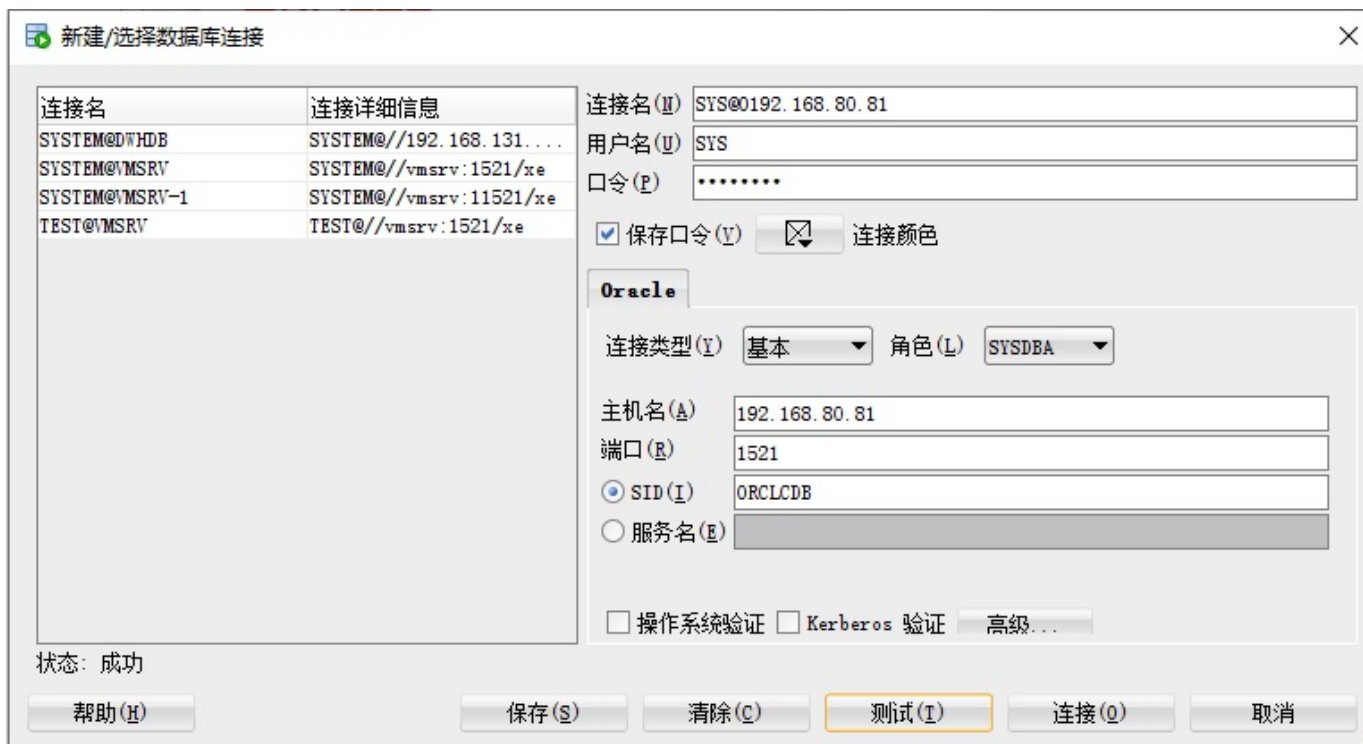 新建/选择数据库连接
连接名 连接详细信息
SYSTEM@DWHDB SYSTEM@//192.168.131....
SYSTEM@VMSRV SYSTEM@//vmsrv:1521/xe
SYSTEM@VMSRV-1 SYSTEM@//vmsrv:11521/xe
TEST@VMSRV TEST@//vmsrv:1521/xe
连接名(N) SYS@0192.168.80.81
用户名(U) SYS
口令(P) ••••••••
保存口令(V) 连接颜色
Oracle
连接类型(Y) 基本 角色(L) SYSDBA
主机名(A) 192.168.80.81
端口(R) 1521
SID(I) ORCLCDB
服务名(E)
操作系统验证 Kerberos 验证 高级...
状态: 成功
帮助(H) 保存(S) 清除(C) 测试(T) 连接(O) 取消